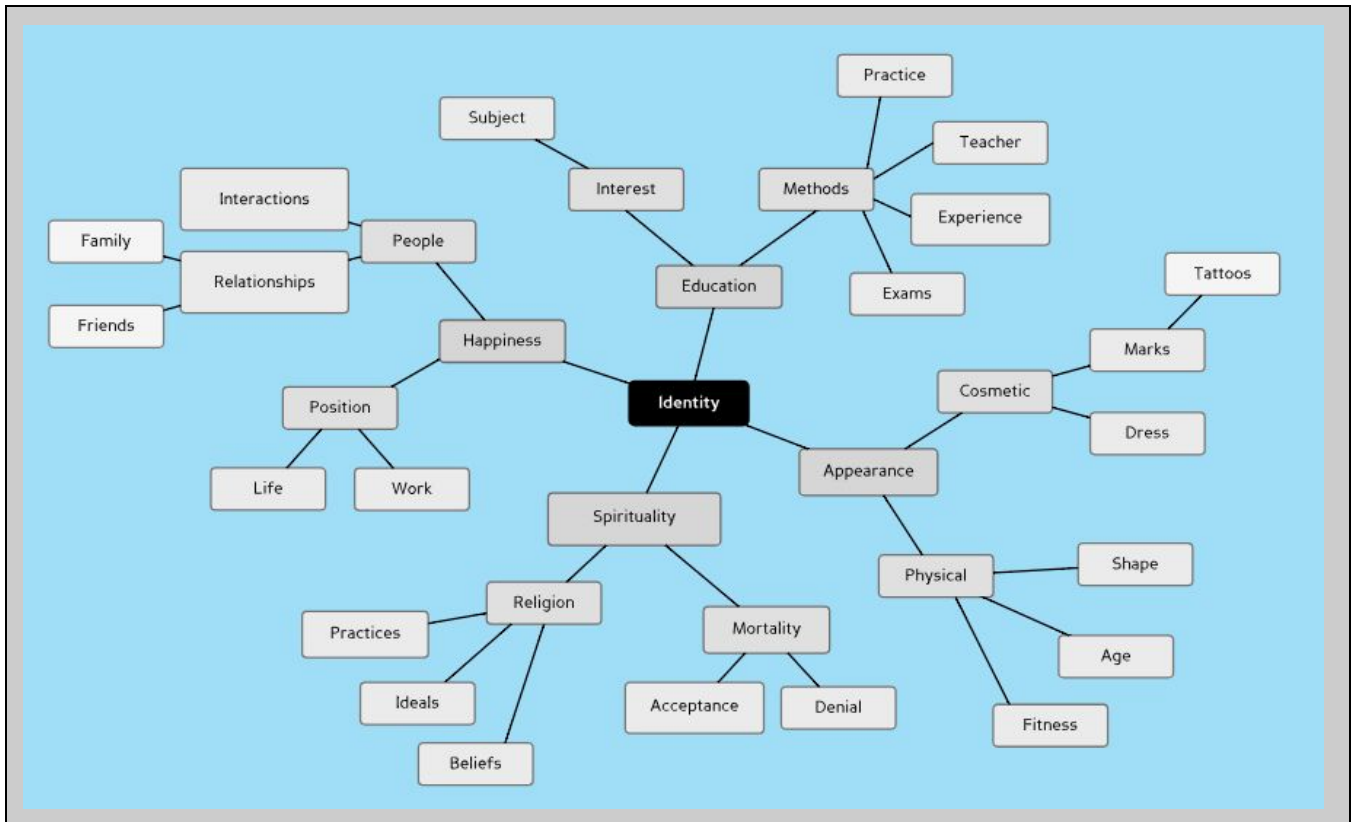 Practice
Subject
Teacher
Interest
Methods
Interactions
Experience
People
Family
Relationships
Education
Tattoos
Exams
Friends
Happiness
Marks
Cosmetic
Identity
Position
Dress
Appearance
Life
Work
Spirituality
Shape
Physical
Religion
Practices
Mortality
Age
Ideals
Acceptance
Denial
Fitness
Beliefs